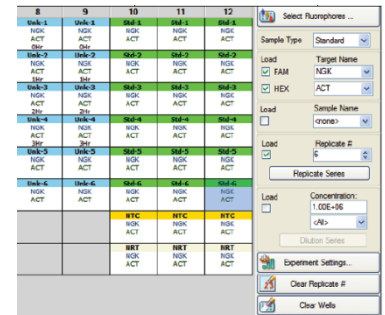 8 9 10 11 12
Unk-1 Unk-1 Std-1 Std-1 Std-1
NGK NGK NGK NGK NGK
ACT ACT ACT ACT ACT
0Hr 0Hr
Unk-2 Unk-2 Std-2 Std-2 Std-2
NGK NGK NGK NGK NGK
ACT ACT ACT ACT ACT
1Hr 1Hr
Unk-3 Unk-3 Std-3 Std-3 Std-3
NGK NGK NGK NGK NGK
ACT ACT ACT ACT ACT
2Hr 2Hr
Unk-4 Unk-4 Std-4 Std-4 Std-4
NGK NGK NGK NGK NGK
ACT ACT ACT ACT ACT
3Hr 3Hr
Unk-5 Unk-5 Std-5 Std-5 Std-5
NGK NGK NGK NGK NGK
ACT ACT ACT ACT ACT
Unk-6 Unk-6 Std-6 Std-6 Std-6
NGK NGK NGK NGK NGK
ACT ACT ACT ACT ACT
NTC NTC NTC
NGK NGK NGK
ACT ACT ACT
NRT NRT NRT
NGK NGK NGK
ACT ACT ACT
Select Fluorophores ...
Sample Type Standard
Load Target Name
FAM NGK
HEX ACT
Load Sample Name
<none>
Load Replicate #
6
Replicate Series
Load Concentration:
1.00E+06
<All>
Dilution Series
Experiment Settings...
Clear Replicate #
Clear Wells